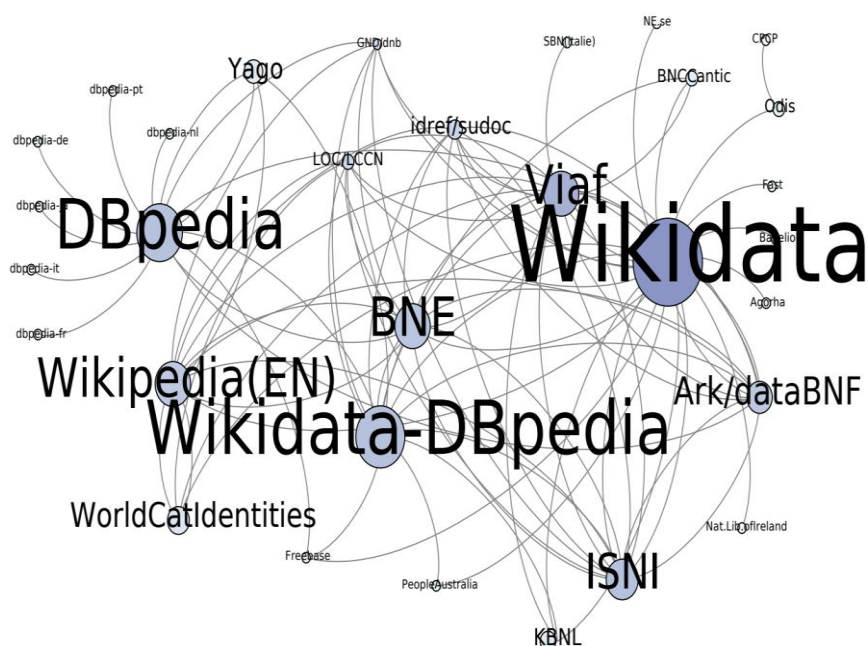 NE.se
GND/dnb
SBN(Italie)
CPCP
Yago
BNCCantic
dbpedia-pt
Odis
dbpedia-de
dbpedia-nl
idref/sudoc
LOC/LCCN
Viaf
Fast
DBpedia
Wikidata
dbpedia-it
Agorha
BNE
dbpedia-fr
Wikipedia(EN)
Ark/dataBNF
Wikidata-DBpedia
WorldCatIdentities
Nat.Lib.ofIreland
Freebase
ISNI
PeopleAustralia
KBNL